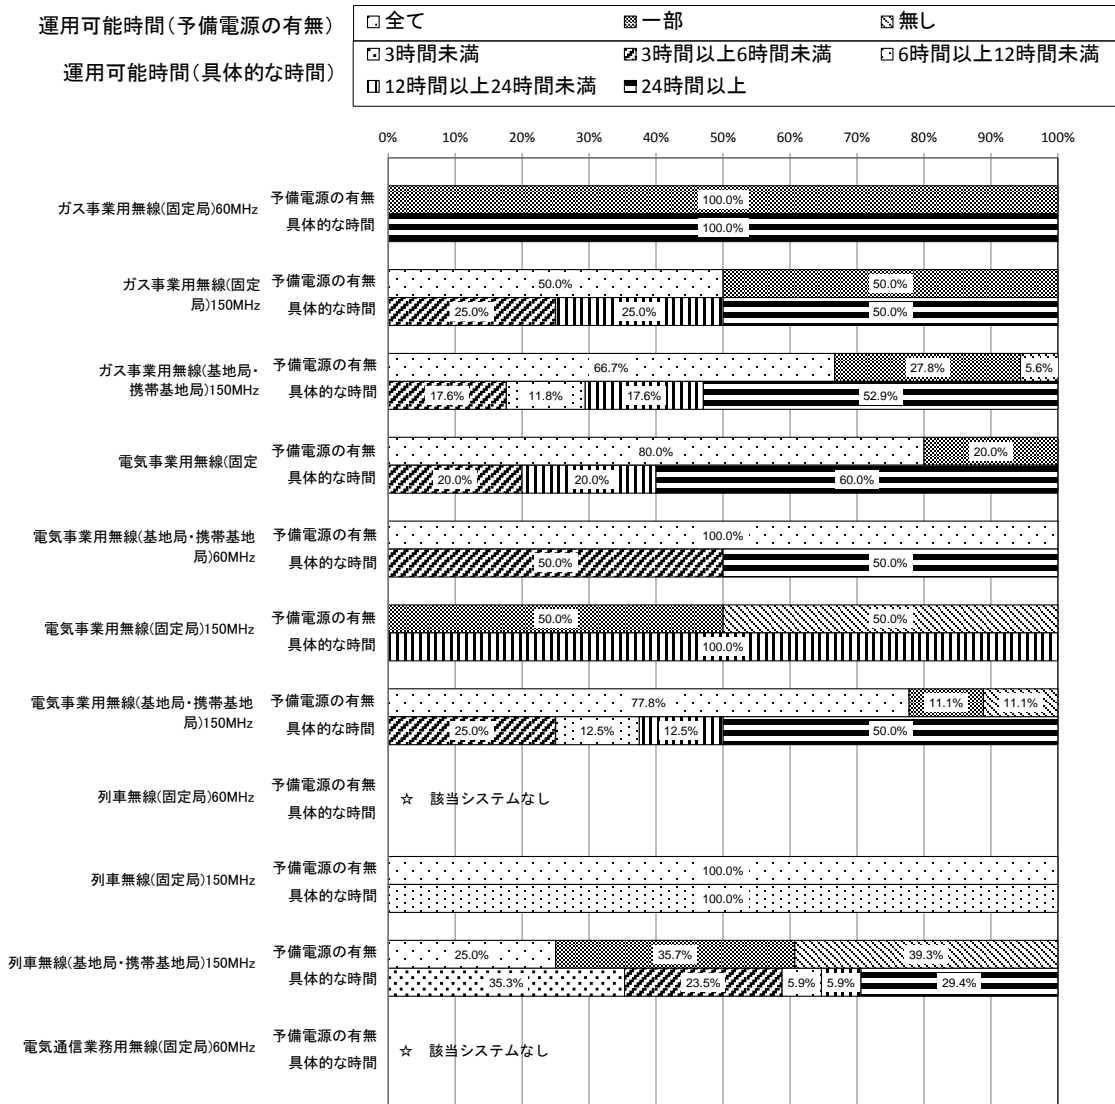 運用可能時間(予備電源の有無)
全て 一部 無し
運用可能時間(具体的な時間)
3時間未満 3時間以上6時間未満 6時間以上12時間未満
12時間以上24時間未満 24時間以上
0% 10% 20% 30% 40% 50% 60% 70% 80% 90% 100%
ガス事業用無線(固定局)60MHz
予備電源の有無 100.0%
具体的な時間 100.0%
ガス事業用無線(固定
局)150MHz
予備電源の有無 50.0% 50.0%
具体的な時間 25.0% 25.0% 50.0%
ガス事業用無線(基地局・
携帯基地局)150MHz
予備電源の有無 66.7% 27.8% 5.6%
具体的な時間 17.6% 11.8% 17.6% 52.9%
電気事業用無線(固定
予備電源の有無 80.0% 20.0%
具体的な時間 20.0% 20.0% 60.0%
電気事業用無線(基地局・携帯基地
局)60MHz
予備電源の有無 100.0%
具体的な時間 50.0% 50.0%
電気事業用無線(固定局)150MHz
予備電源の有無 50.0% 50.0%
具体的な時間 100.0%
電気事業用無線(基地局・携帯基地
局)150MHz
予備電源の有無 77.8% 11.1% 11.1%
具体的な時間 25.0% 12.5% 12.5% 50.0%
列車無線(固定局)60MHz
予備電源の有無
具体的な時間
☆ 該当システムなし
列車無線(固定局)150MHz
予備電源の有無 100.0%
具体的な時間 100.0%
列車無線(基地局・携帯基地局)150MHz
予備電源の有無 25.0% 35.7% 39.3%
具体的な時間 35.3% 23.5% 5.9% 5.9% 29.4%
電気通信業務用無線(固定局)60MHz
予備電源の有無
具体的な時間
☆ 該当システムなし